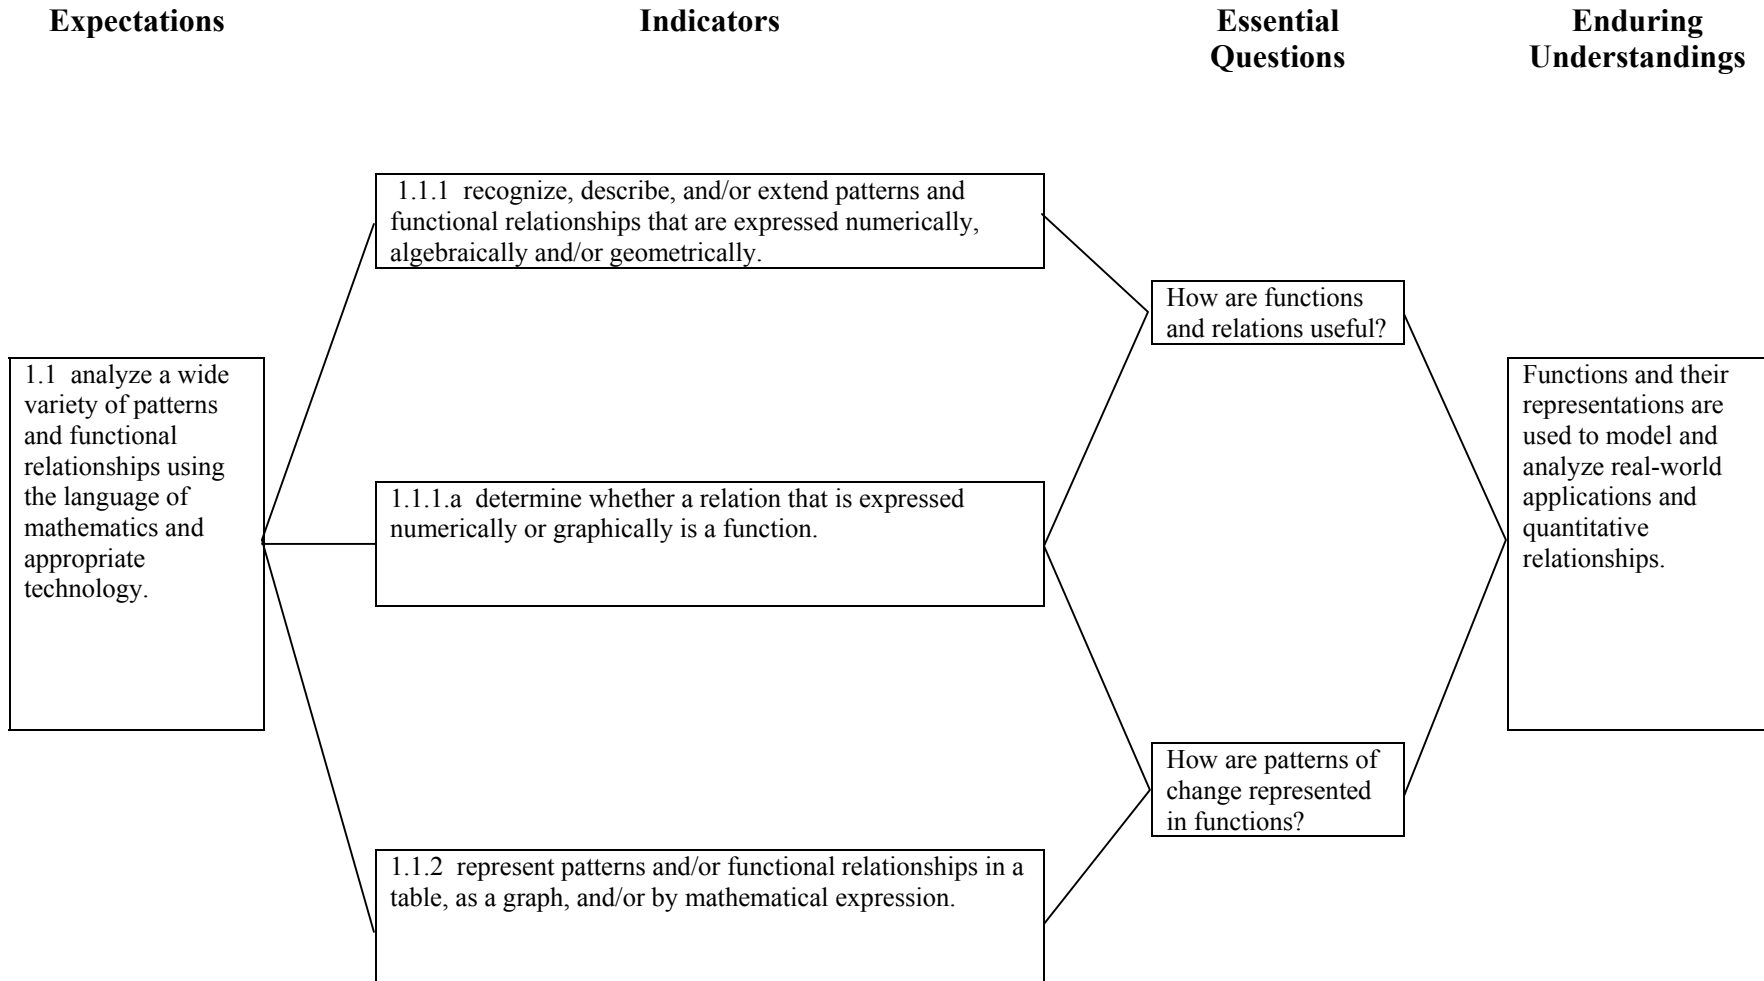 Expectations
Indicators
Essential
Questions
Enduring
Understandings
1.1.1 recognize, describe, and/or extend patterns and
functional relationships that are expressed numerically,
algebraically and/or geometrically.
How are functions
and relations useful?
1.1 analyze a wide
variety of patterns
and functional
relationships using
the language of
mathematics and
appropriate
technology.
Functions and their
representations are
used to model and
analyze real-world
applications and
quantitative
relationships.
1.1.1.a determine whether a relation that is expressed
numerically or graphically is a function.
How are patterns of
change represented
in functions?
1.1.2 represent patterns and/or functional relationships in a
table, as a graph, and/or by mathematical expression.